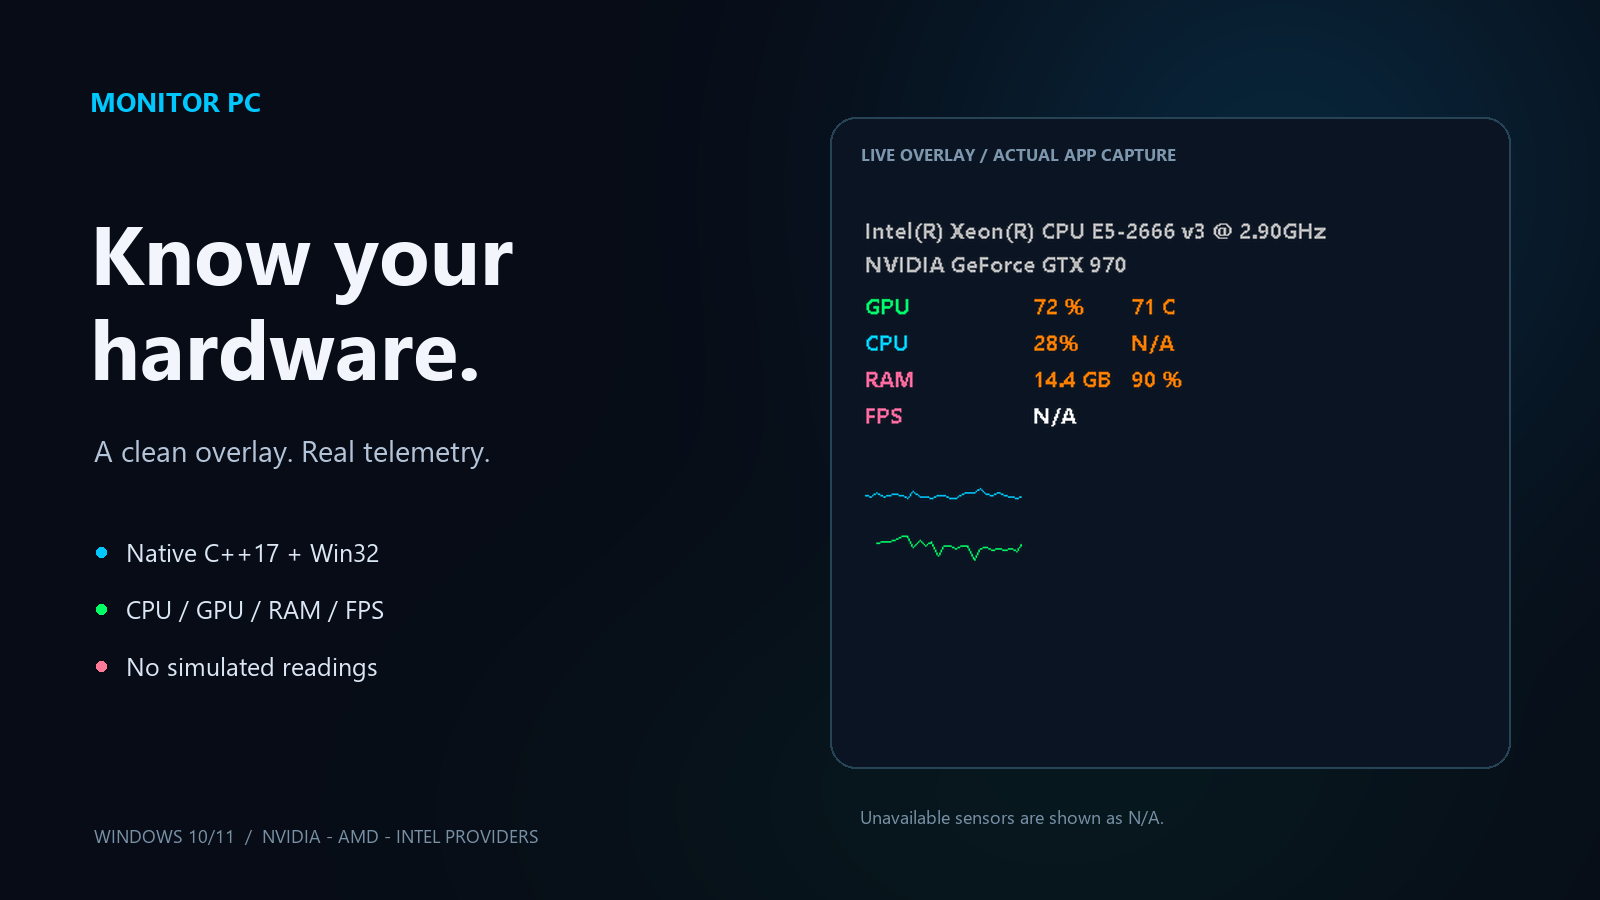 MONITOR PC
Know your
hardware.
A clean overlay. Real telemetry.
Native C++17 + Win32
CPU / GPU / RAM / FPS
No simulated readings
WINDOWS 10/11 / NVIDIA - AMD - INTEL PROVIDERS
LIVE OVERLAY / ACTUAL APP CAPTURE
Intel(R) Xeon(R) CPU E5-2666 v3 @ 2.90GHz
NVIDIA GeForce GTX 970
GPU 72 % 71 C
CPU 28% N/A
RAM 14.4 GB 90 %
FPS N/A
Unavailable sensors are shown as N/A.